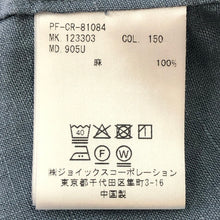 PF-CR-81084
MK. 123303 COL. 150
MD. 905U
麻 100%
40
P W
㈱ジョイックスコーポレーション
東京都千代田区隼町3-16
中国製